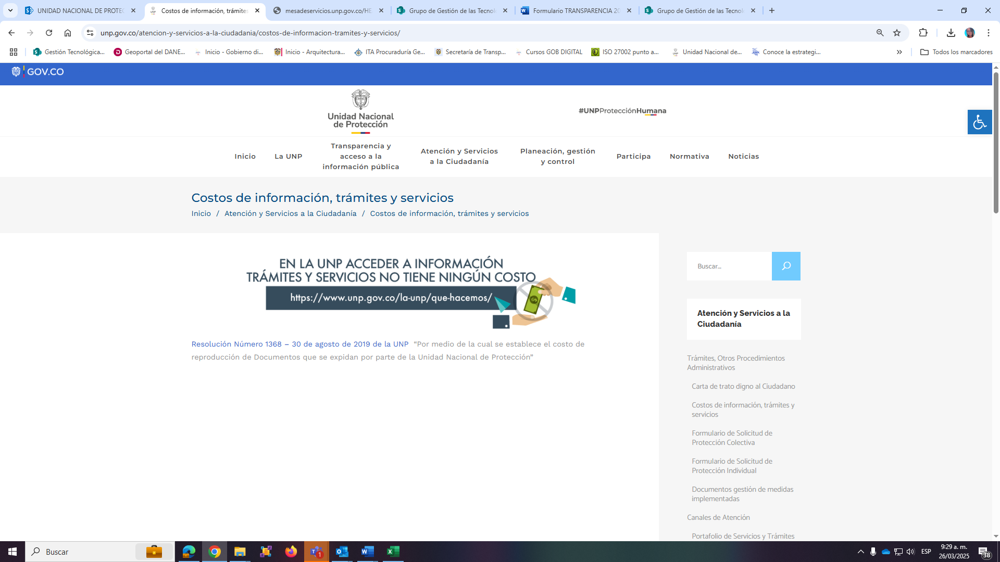 UNIDAD NACIONAL DE PROTEC
Costos de información, trámites
mesadeservicios.unp.gov.co/HE
Grupo de Gestión de las Tecnol
Formulario TRANSPARENCIA 20
Grupo de Gestión de las Tecnol
unp.gov.co/atencion-y-servicios-a-la-ciudadania/costos-de-informacion-tramites-y-servicios/
Gestión Tecnológica...
Geoportal del DANE...
Inicio - Gobierno di...
Inicio - Arquitectura...
ITA Procuraduría Ge...
Secretaría de Transp...
Cursos GOB DIGITAL
ISO 27002 punto a...
Unidad Nacional de...
Conoce la estrategi...
Todos los marcadores
GOV.CO
Unidad Nacional
de Protección
#UNPProtecciónHumana
Inicio
La UNP
Transparencia y
acceso a la
información pública
Atención y Servicios
a la Ciudadanía
Planeación, gestión
y control
Participa
Normativa
Noticias
Costos de información, trámites y servicios
Inicio / Atención y Servicios a la Ciudadanía / Costos de información, trámites y servicios
EN LA UNP ACCEDER A INFORMACIÓN
TRÁMITES Y SERVICIOS NO TIENE NINGÚN COSTO
https://www.unp.gov.co/la-unp/que-hacemos/
Resolución Número 1368 – 30 de agosto de 2019 de la UNP “Por medio de la cual se establece el costo de
reproducción de Documentos que se expidan por parte de la Unidad Nacional de Protección”
Buscar...
Atención y Servicios a la
Ciudadanía
Trámites, Otros Procedimientos
Administrativos
Carta de trato digno al Ciudadano
Costos de información, trámites y
servicios
Formulario de Solicitud de
Protección Colectiva
Formulario de Solicitud de
Protección Individual
Documentos gestión de medidas
implementadas
Canales de Atención
Portafolio de Servicios y Trámites
Buscar
1
ESP
9:29 a. m.
26/03/2025
38